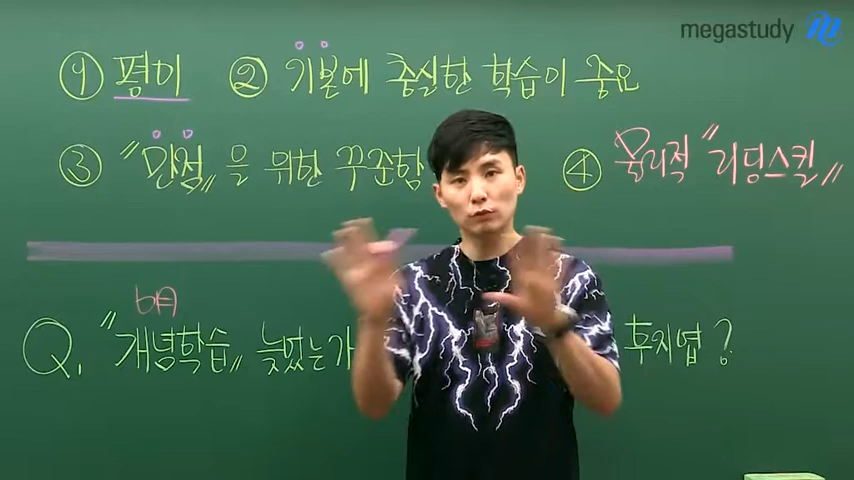 megastudy
① 평이 ② 기본에 충실한 학습이 중요
③ "만점" 을 위한 꾸준함 ④ 물리적 "리딩스킬"
6月
Q. "개념학습" 늦었는가 후지엽?